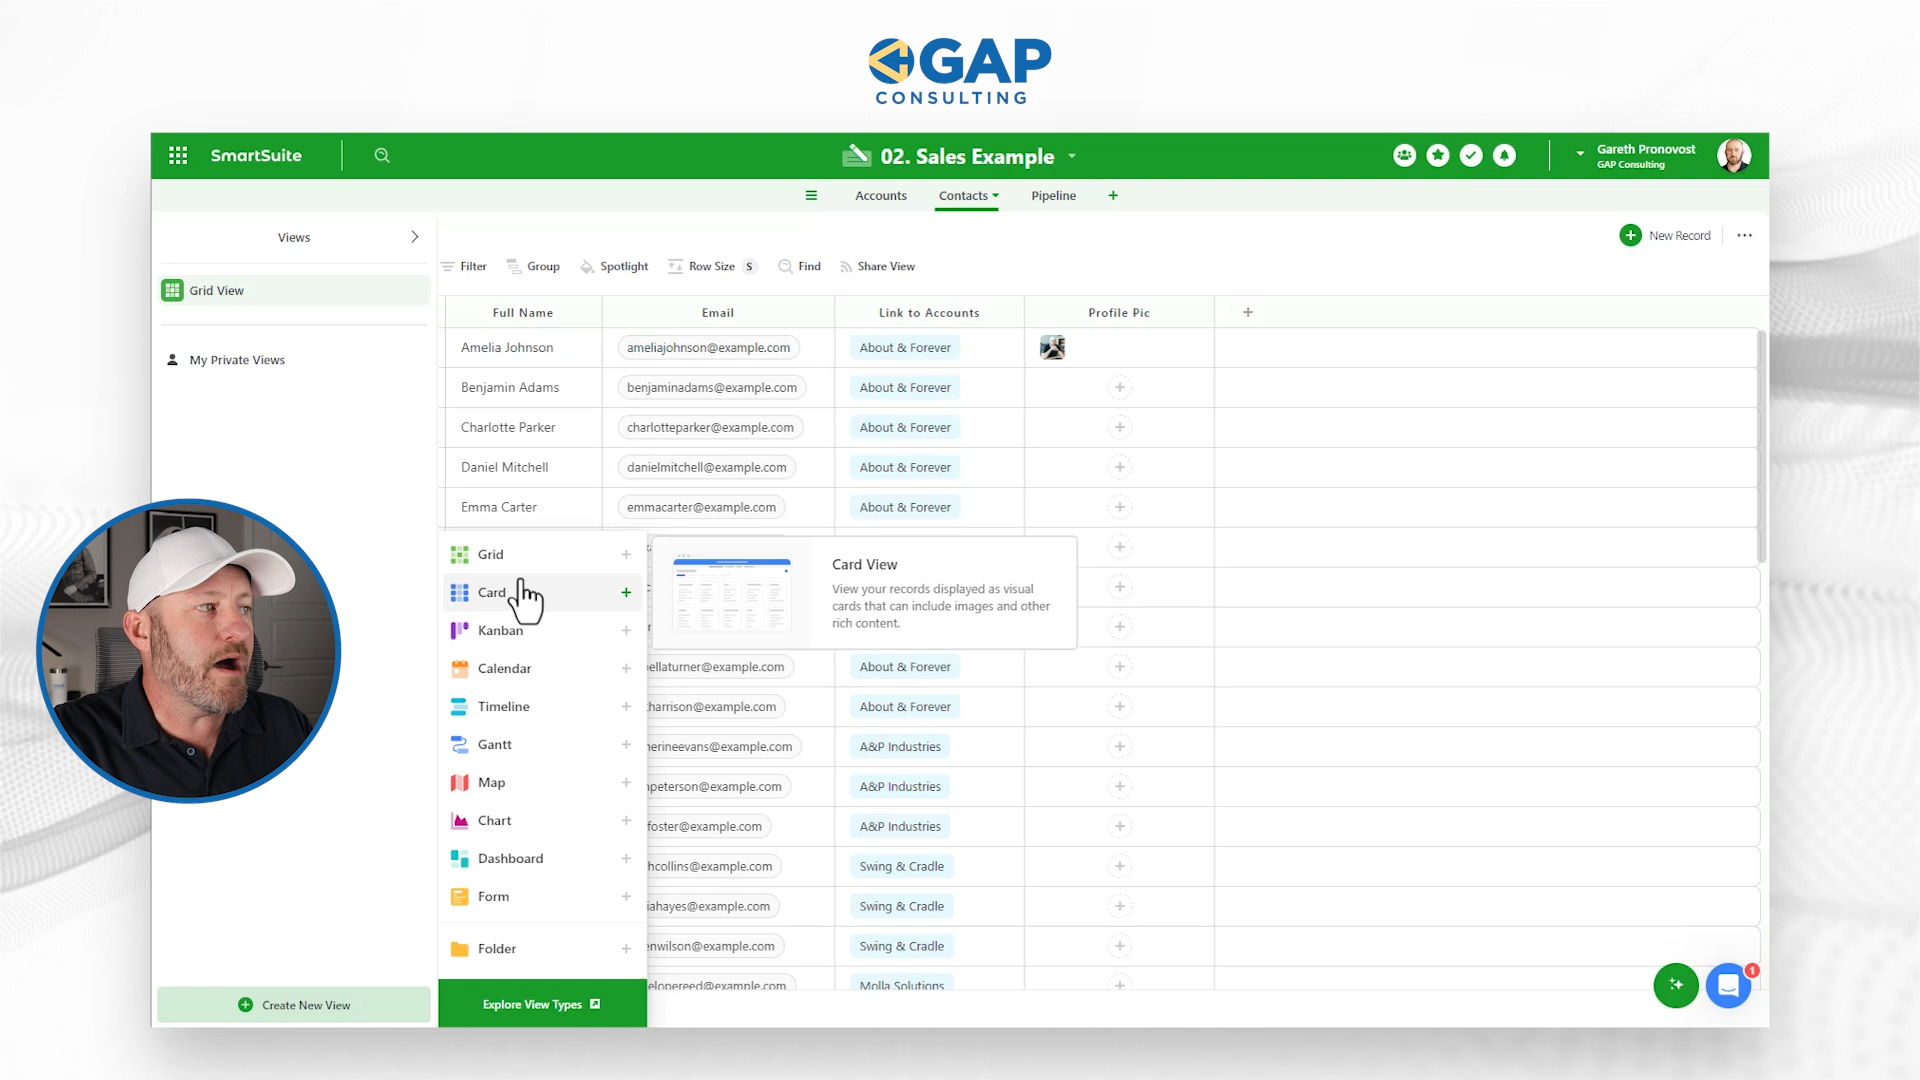 GAP
CONSULTING
SmartSuite
02. Sales Example
Gareth Pronovost
GAP Consulting
Accounts
Contacts
Pipeline
Views
New Record
Grid View
My Private Views
Filter
Group
Spotlight
Row Size S
Find
Share View
Full Name
Email
Link to Accounts
Profile Pic
Amelia Johnson
ameliajohnson@example.com
About & Forever
Benjamin Adams
benjaminadams@example.com
About & Forever
Charlotte Parker
charlotteparker@example.com
About & Forever
Daniel Mitchell
danielmitchell@example.com
About & Forever
Emma Carter
emmacarter@example.com
About & Forever
Grid
Card
Kanban
Calendar
Timeline
Gantt
Map
Chart
Dashboard
Form
Folder
Explore View Types
Card View
View your records displayed as visual
cards that can include images and other
rich content.
ellaturner@example.com
About & Forever
harrison@example.com
About & Forever
erineevans@example.com
A&P Industries
peterson@example.com
A&P Industries
foster@example.com
A&P Industries
hcollins@example.com
Swing & Cradle
iahayes@example.com
Swing & Cradle
enwilson@example.com
Swing & Cradle
elopereed@example.com
Molla Solutions
Create New View
1